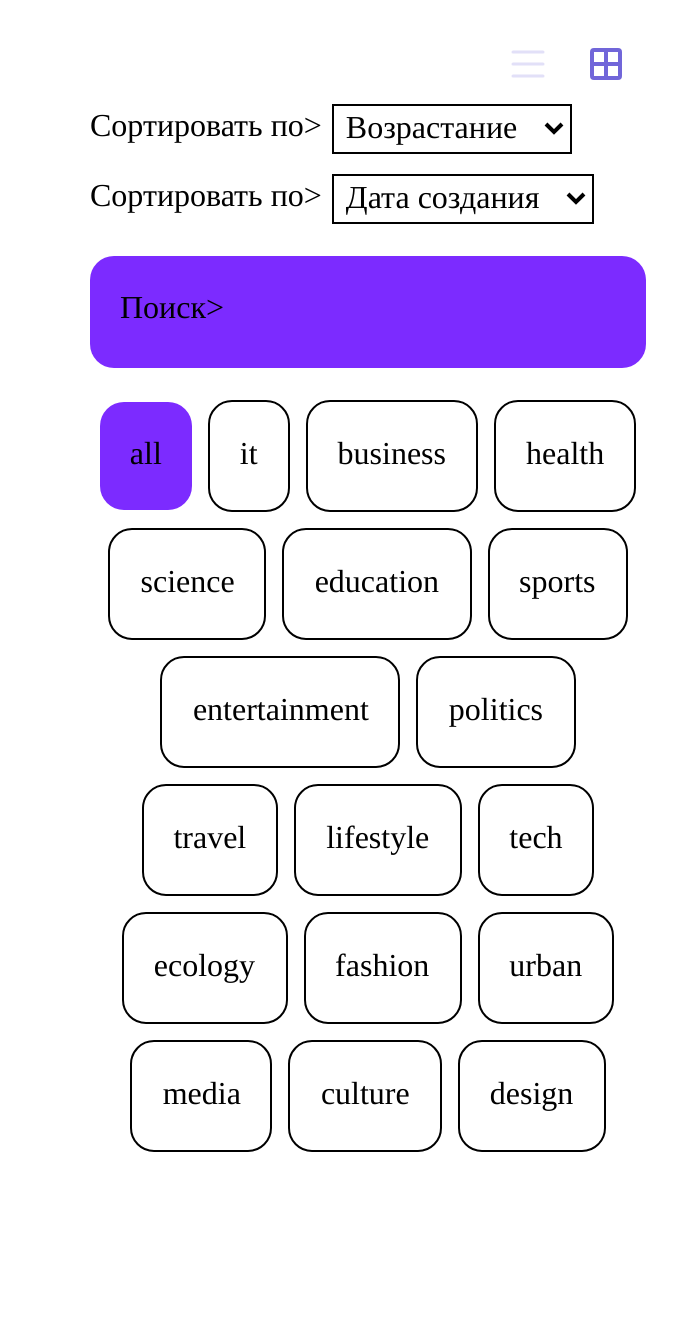 Сортировать по> Возрастание
Сортировать по> Дата создания
Поиск>
all it business health
science education sports
entertainment politics
travel lifestyle tech
ecology fashion urban
media culture design